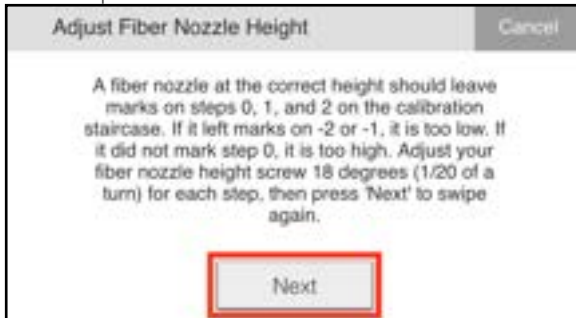 Adjust Fiber Nozzle Height
Cancel
A fiber nozzle at the correct height should leave
marks on steps 0, 1, and 2 on the calibration
staircase. If it left marks on -2 or -1, it is too low. If
it did not mark step 0, it is too high. Adjust your
fiber nozzle height screw 18 degrees (1/20 of a
turn) for each step, then press 'Next' to swipe
again.
Next